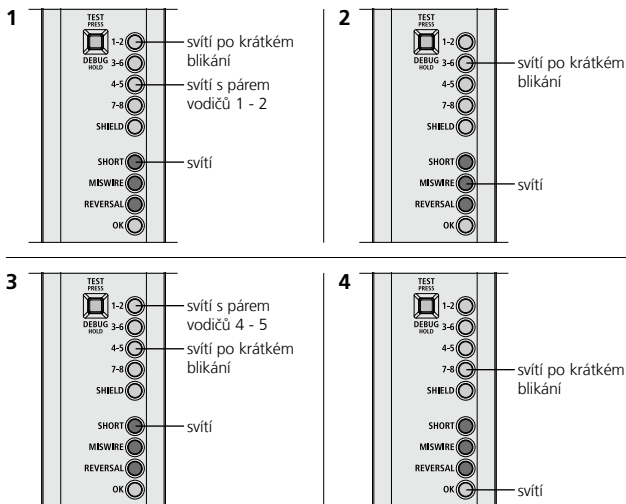 1
TEST
PRESS
DEBUG
HOLD
1-2
3-6
4-5
7-8
SHIELD
SHORT
MISWIRE
REVERSAL
OK
svítí po krátkém
blikání
svítí s párem
vodičů 1 - 2
svítí
2
TEST
PRESS
DEBUG
HOLD
1-2
3-6
4-5
7-8
SHIELD
SHORT
MISWIRE
REVERSAL
OK
svítí po krátkém
blikání
svítí
3
TEST
PRESS
DEBUG
HOLD
1-2
3-6
4-5
7-8
SHIELD
SHORT
MISWIRE
REVERSAL
OK
svítí s párem
vodičů 4 - 5
svítí po krátkém
blikání
svítí
4
TEST
PRESS
DEBUG
HOLD
1-2
3-6
4-5
7-8
SHIELD
SHORT
MISWIRE
REVERSAL
OK
svítí po krátkém
blikání
svítí